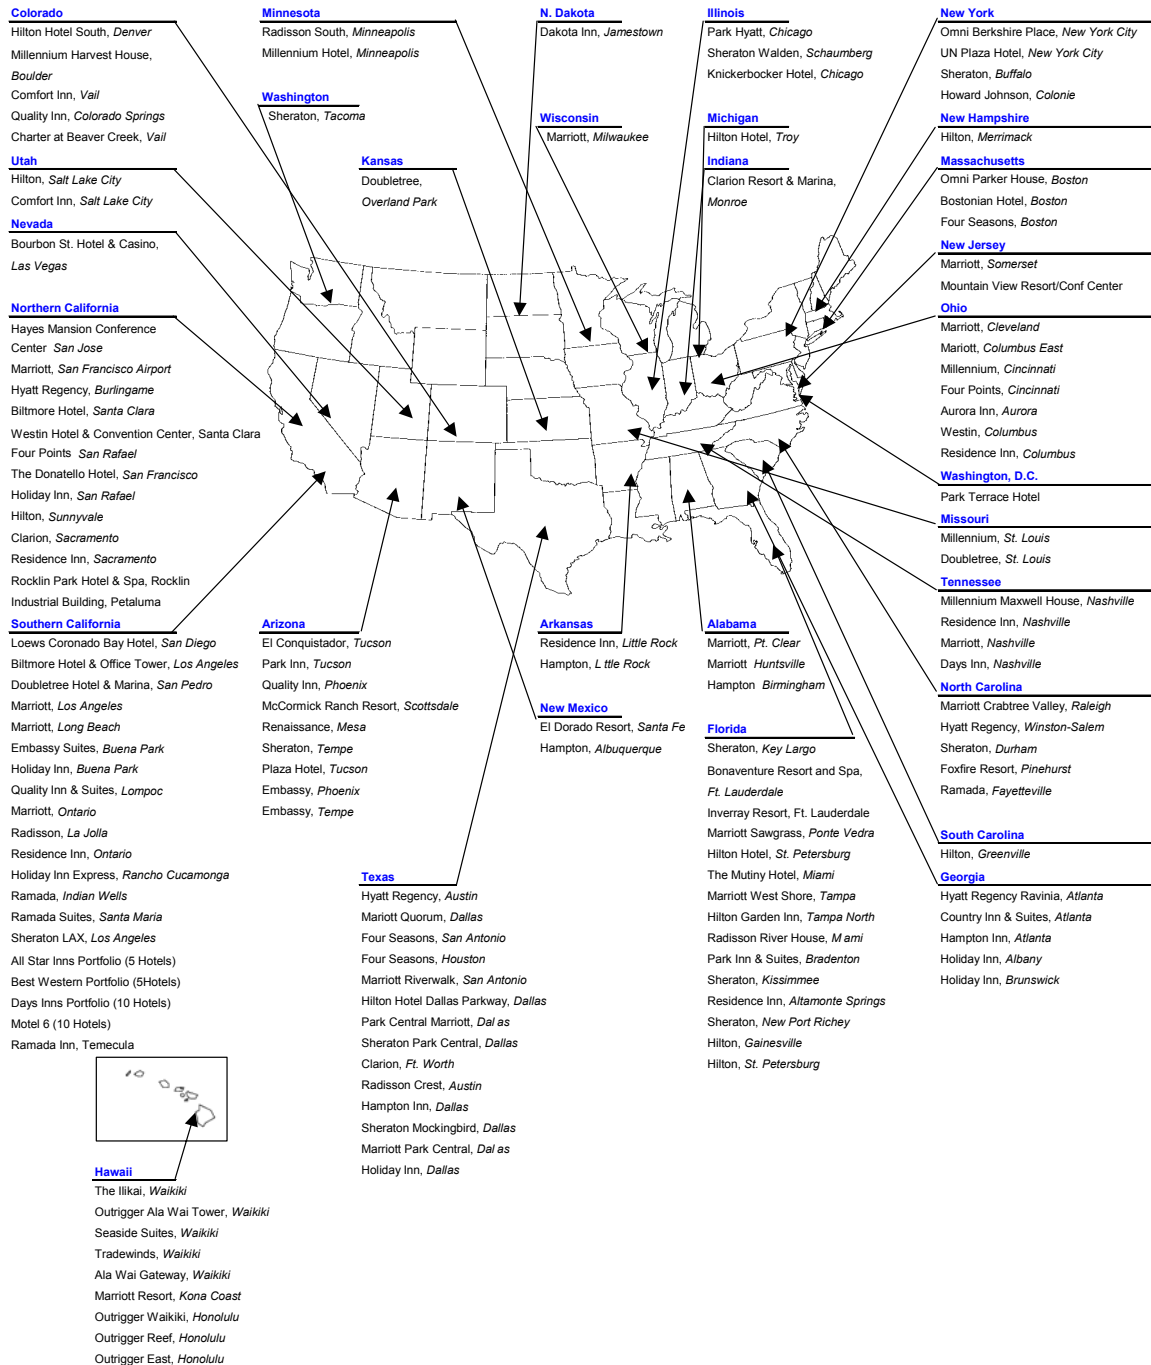 Colorado
Hilton Hotel South, Denver
Millennium Harvest House,
Boulder
Comfort Inn, Vail
Quality Inn, Colorado Springs
Charter at Beaver Creek, Vail
Utah
Hilton, Salt Lake City
Comfort Inn, Salt Lake City
Nevada
Bourbon St. Hotel & Casino,
Las Vegas
Northern California
Hayes Mansion Conference
Center San Jose
Marriott, San Francisco Airport
Hyatt Regency, Burlingame
Biltmore Hotel, Santa Clara
Westin Hotel & Convention Center, Santa Clara
Four Points San Rafael
The Donatello Hotel, San Francisco
Holiday Inn, San Rafael
Hilton, Sunnyvale
Clarion, Sacramento
Residence Inn, Sacramento
Rocklin Park Hotel & Spa, Rocklin
Industrial Building, Petaluma
Southern California
Loews Coronado Bay Hotel, San Diego
Biltmore Hotel & Office Tower, Los Angeles
Doubletree Hotel & Marina, San Pedro
Marriott, Los Angeles
Marriott, Long Beach
Embassy Suites, Buena Park
Holiday Inn, Buena Park
Quality Inn & Suites, Lompoc
Marriott, Ontario
Radisson, La Jolla
Residence Inn, Ontario
Holiday Inn Express, Rancho Cucamonga
Ramada, Indian Wells
Ramada Suites, Santa Maria
Sheraton LAX, Los Angeles
All Star Inns Portfolio (5 Hotels)
Best Western Portfolio (5Hotels)
Days Inns Portfolio (10 Hotels)
Motel 6 (10 Hotels)
Ramada Inn, Temecula
Hawaii
The Ilikai, Waikiki
Outrigger Ala Wai Tower, Waikiki
Seaside Suites, Waikiki
Tradewinds, Waikiki
Ala Wai Gateway, Waikiki
Marriott Resort, Kona Coast
Outrigger Waikiki, Honolulu
Outrigger Reef, Honolulu
Outrigger East, Honolulu
Minnesota
Radisson South, Minneapolis
Millennium Hotel, Minneapolis
Washington
Sheraton, Tacoma
Kansas
Doubletree,
Overland Park
Arizona
El Conquistador, Tucson
Park Inn, Tucson
Quality Inn, Phoenix
McCormick Ranch Resort, Scottsdale
Renaissance, Mesa
Sheraton, Tempe
Plaza Hotel, Tucson
Embassy, Phoenix
Embassy, Tempe
Texas
Hyatt Regency, Austin
Mariott Quorum, Dallas
Four Seasons, San Antonio
Four Seasons, Houston
Marriott Riverwalk, San Antonio
Hilton Hotel Dallas Parkway, Dallas
Park Central Marriott, Dal as
Sheraton Park Central, Dallas
Clarion, Ft. Worth
Radisson Crest, Austin
Hampton Inn, Dallas
Sheraton Mockingbird, Dallas
Marriott Park Central, Dal as
Holiday Inn, Dallas
N. Dakota
Dakota Inn, Jamestown
Wisconsin
Marriott, Milwaukee
Arkansas
Residence Inn, Little Rock
Hampton, L ttle Rock
New Mexico
El Dorado Resort, Santa Fe
Hampton, Albuquerque
Illinois
Park Hyatt, Chicago
Sheraton Walden, Schaumberg
Knickerbocker Hotel, Chicago
Michigan
Hilton Hotel, Troy
Indiana
Clarion Resort & Marina,
Monroe
Alabama
Marriott, Pt. Clear
Marriott Huntsville
Hampton Birmingham
Florida
Sheraton, Key Largo
Bonaventure Resort and Spa,
Ft. Lauderdale
Inverray Resort, Ft. Lauderdale
Marriott Sawgrass, Ponte Vedra
Hilton Hotel, St. Petersburg
The Mutiny Hotel, Miami
Marriott West Shore, Tampa
Hilton Garden Inn, Tampa North
Radisson River House, M ami
Park Inn & Suites, Bradenton
Sheraton, Kissimmee
Residence Inn, Altamonte Springs
Sheraton, New Port Richey
Hilton, Gainesville
Hilton, St. Petersburg
New York
Omni Berkshire Place, New York City
UN Plaza Hotel, New York City
Sheraton, Buffalo
Howard Johnson, Colonie
New Hampshire
Hilton, Merrimack
Massachusetts
Omni Parker House, Boston
Bostonian Hotel, Boston
Four Seasons, Boston
New Jersey
Marriott, Somerset
Mountain View Resort/Conf Center
Ohio
Marriott, Cleveland
Mariott, Columbus East
Millennium, Cincinnati
Four Points, Cincinnati
Aurora Inn, Aurora
Westin, Columbus
Residence Inn, Columbus
Washington, D.C.
Park Terrace Hotel
Missouri
Millennium, St. Louis
Doubletree, St. Louis
Tennessee
Millennium Maxwell House, Nashville
Residence Inn, Nashville
Marriott, Nashville
Days Inn, Nashville
North Carolina
Marriott Crabtree Valley, Raleigh
Hyatt Regency, Winston-Salem
Sheraton, Durham
Foxfire Resort, Pinehurst
Ramada, Fayetteville
South Carolina
Hilton, Greenville
Georgia
Hyatt Regency Ravinia, Atlanta
Country Inn & Suites, Atlanta
Hampton Inn, Atlanta
Holiday Inn, Albany
Holiday Inn, Brunswick